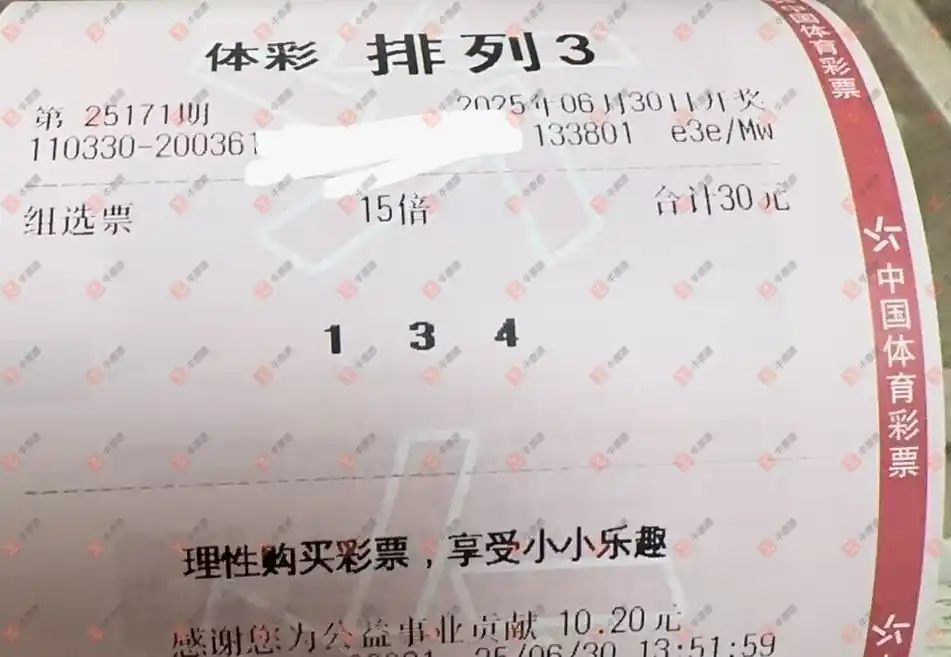 体彩 排列3
第 25171期 2025年06月30日开奖
110330-200361 133801 e3e/Mw
组选票 15倍 合计30元
1 3 4
理性购买彩票，享受小小乐趣
感谢您为公益事业贡献 10.20元
25/06/30 13:51:59
中国体育彩票
中国体育彩票